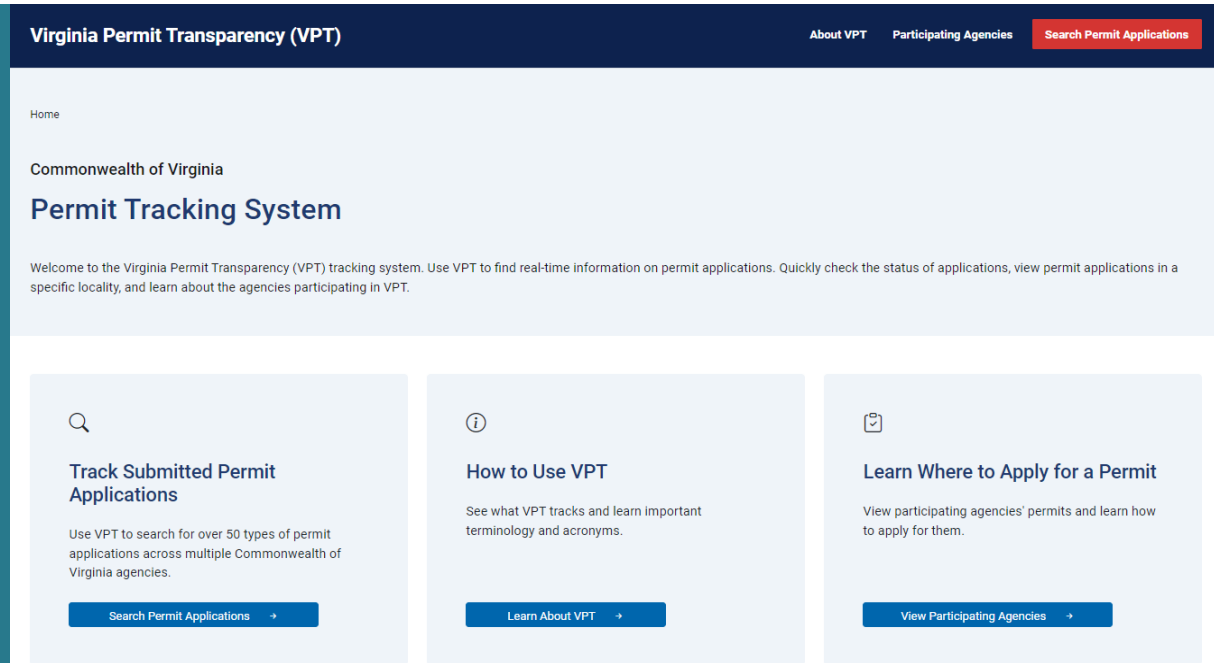 Virginia Permit Transparency (VPT)
About VPT
Participating Agencies
Search Permit Applications
Home
Commonwealth of Virginia
Permit Tracking System
Welcome to the Virginia Permit Transparency (VPT) tracking system. Use VPT to find real-time information on permit applications. Quickly check the status of applications, view permit applications in a
specific locality, and learn about the agencies participating in VPT.
Track Submitted Permit
Applications
Use VPT to search for over 50 types of permit
applications across multiple Commonwealth of
Virginia agencies.
Search Permit Applications →
How to Use VPT
See what VPT tracks and learn important
terminology and acronyms.
Learn About VPT →
Learn Where to Apply for a Permit
View participating agencies' permits and learn how
to apply for them.
View Participating Agencies →